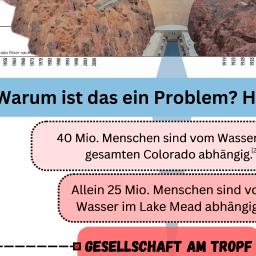 Warum ist das ein Problem? H
40 Mio. Menschen sind vom Wasser
gesamten Colorado abhängig.
Allein 25 Mio. Menschen sind vo
Wasser im Lake Mead abhängig
GESELLSCHAFT AM TROPF